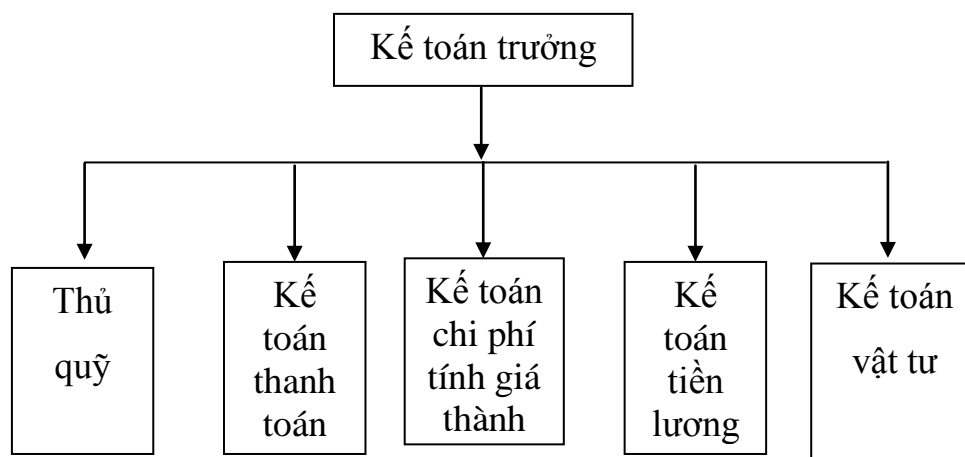 Kế toán trưởng
Thủ
quỹ
Kế
toán
thanh
toán
Kế toán
chi phí
tính giá
thành
Kế
toán
tiền
lương
Kế toán
vật tư